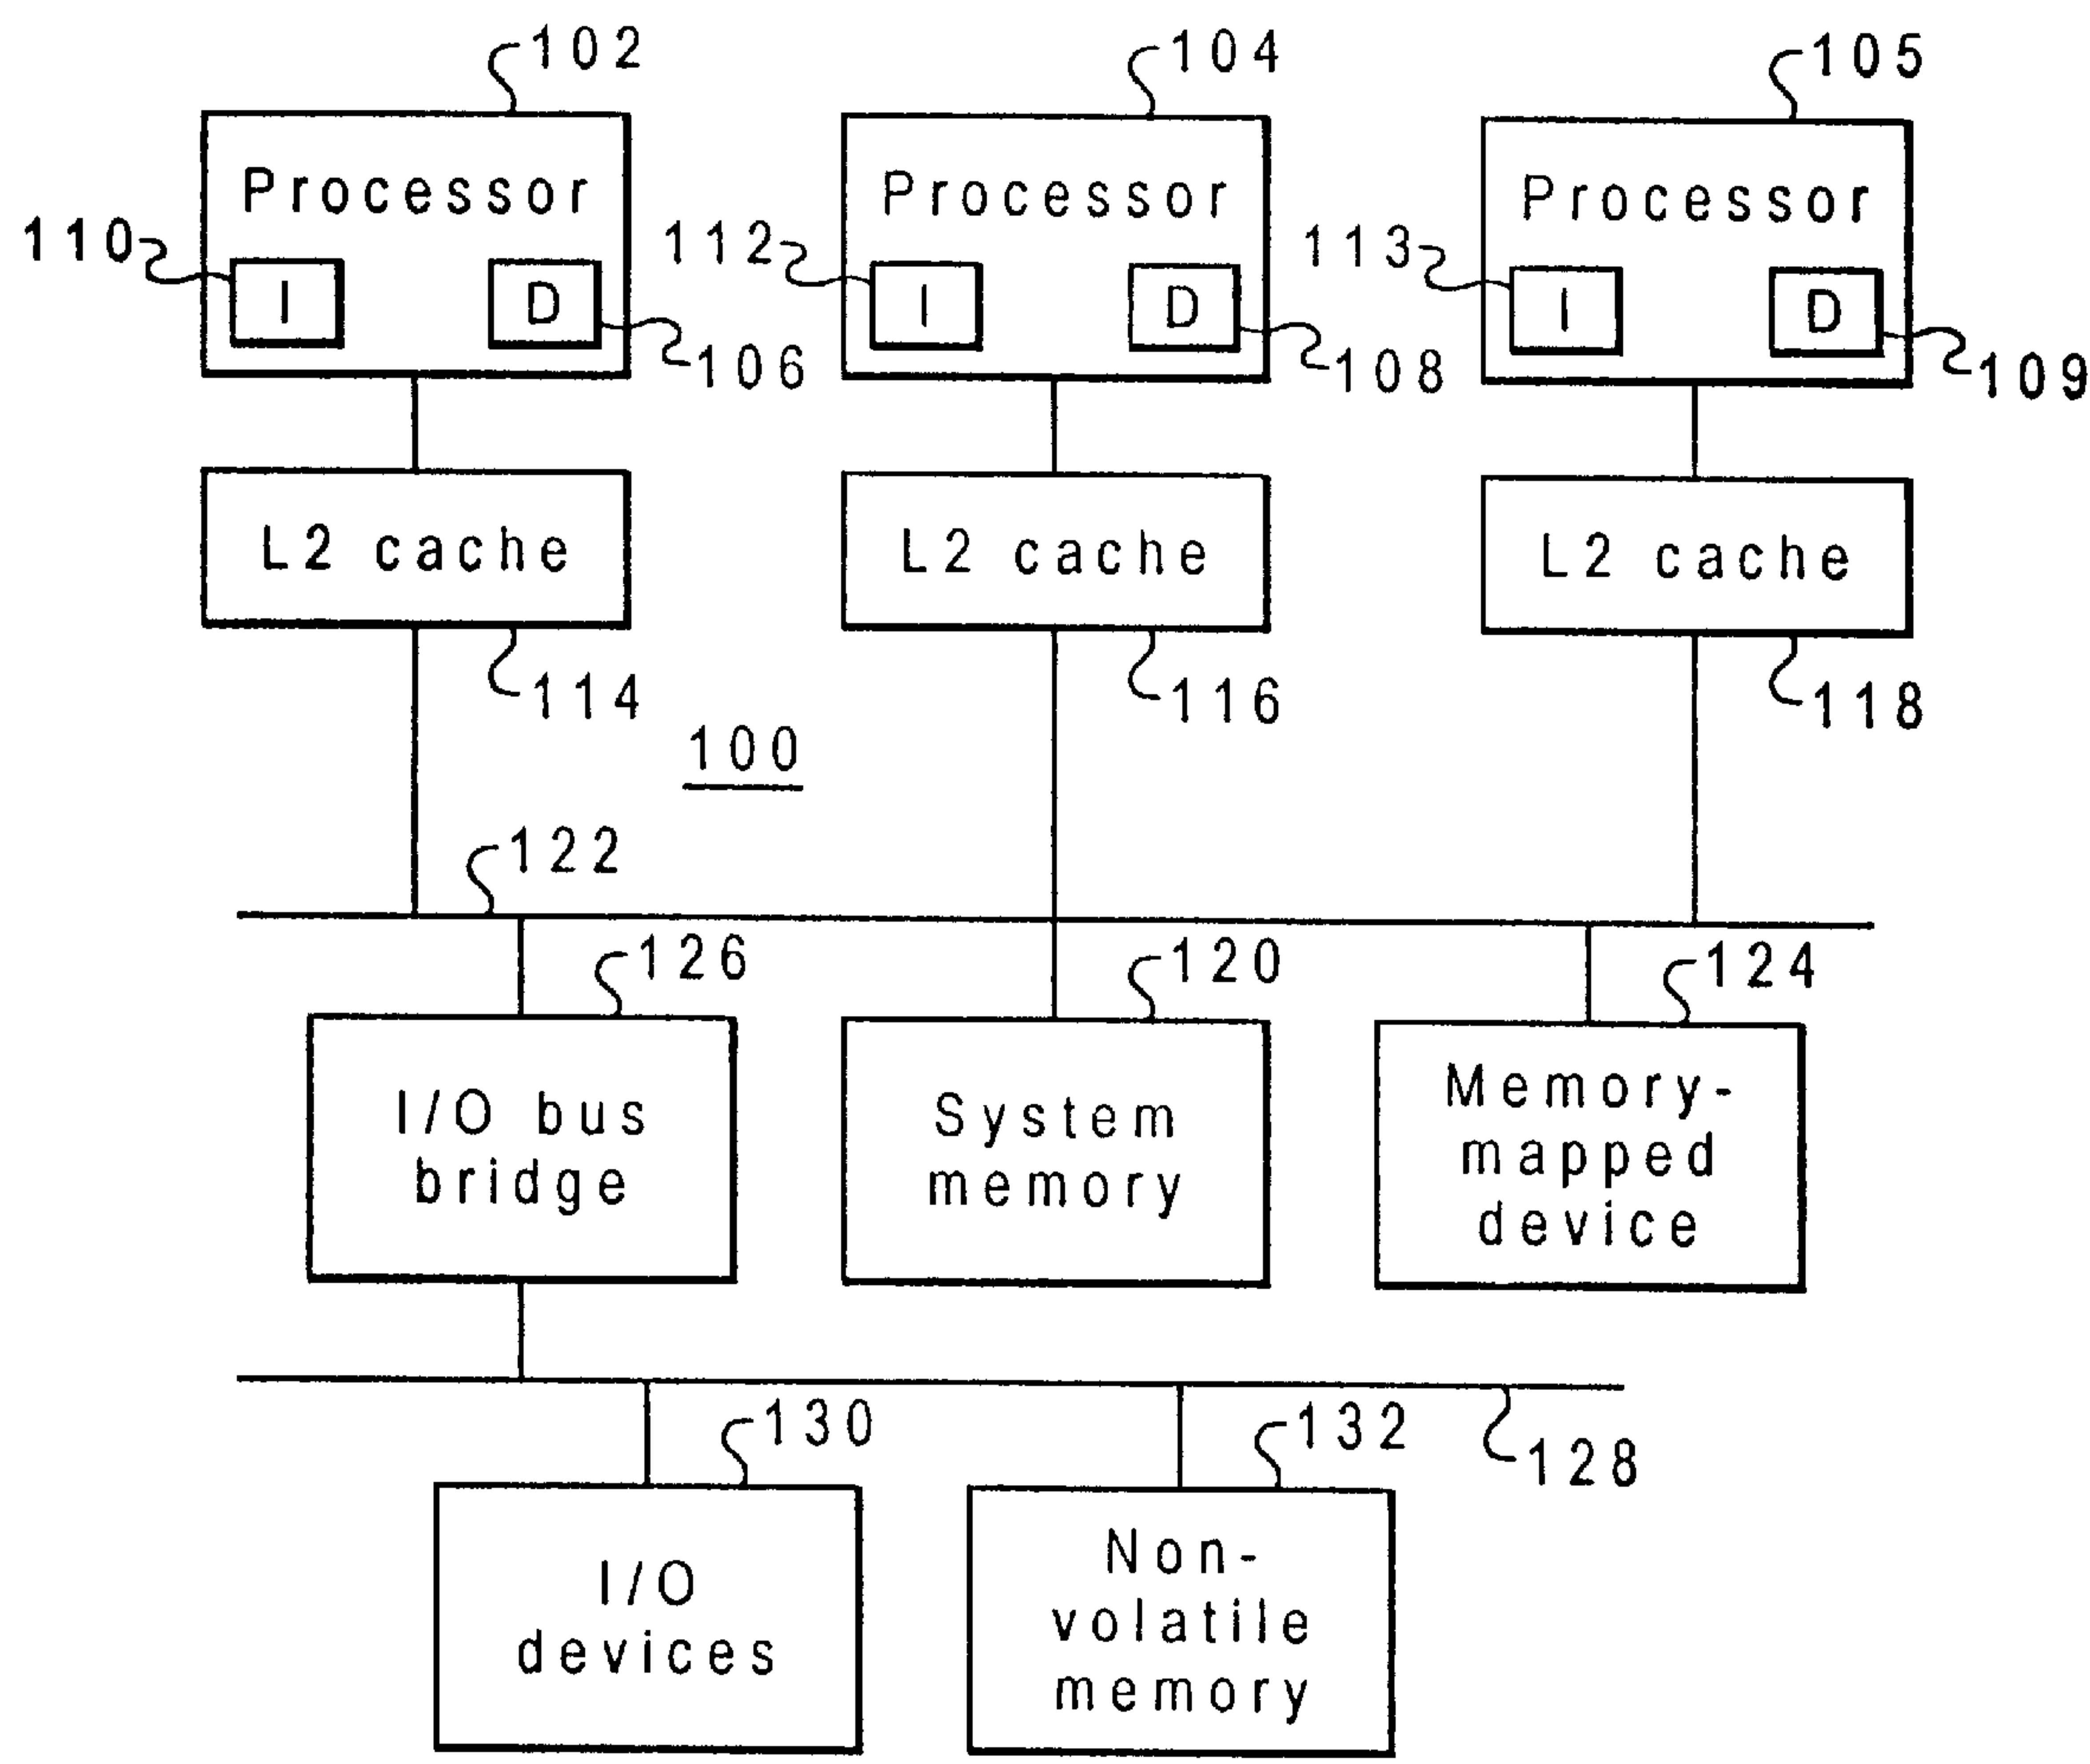 102
104
105
Processor
Processor
Processor
110
112
113
I
D
I
D
I
D
106
108
109
L2 cache
L2 cache
L2 cache
114
116
118
100
122
126
120
124
I/O bus
bridge
System
memory
Memory-
mapped
device
130
132
128
I/O
devices
Non-
volatile
memory